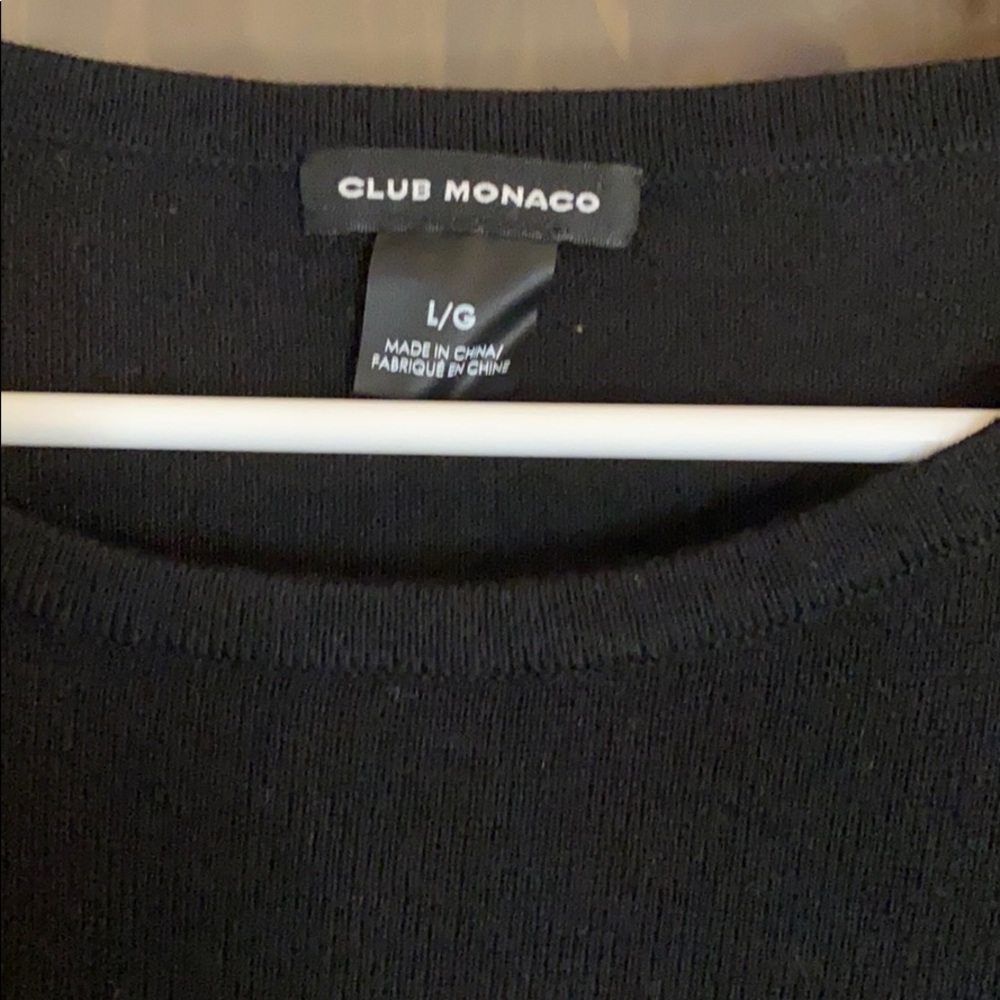 CLUB MONACO
L/G
MADE IN CHINA/
FABRIQUÉ EN CHINE